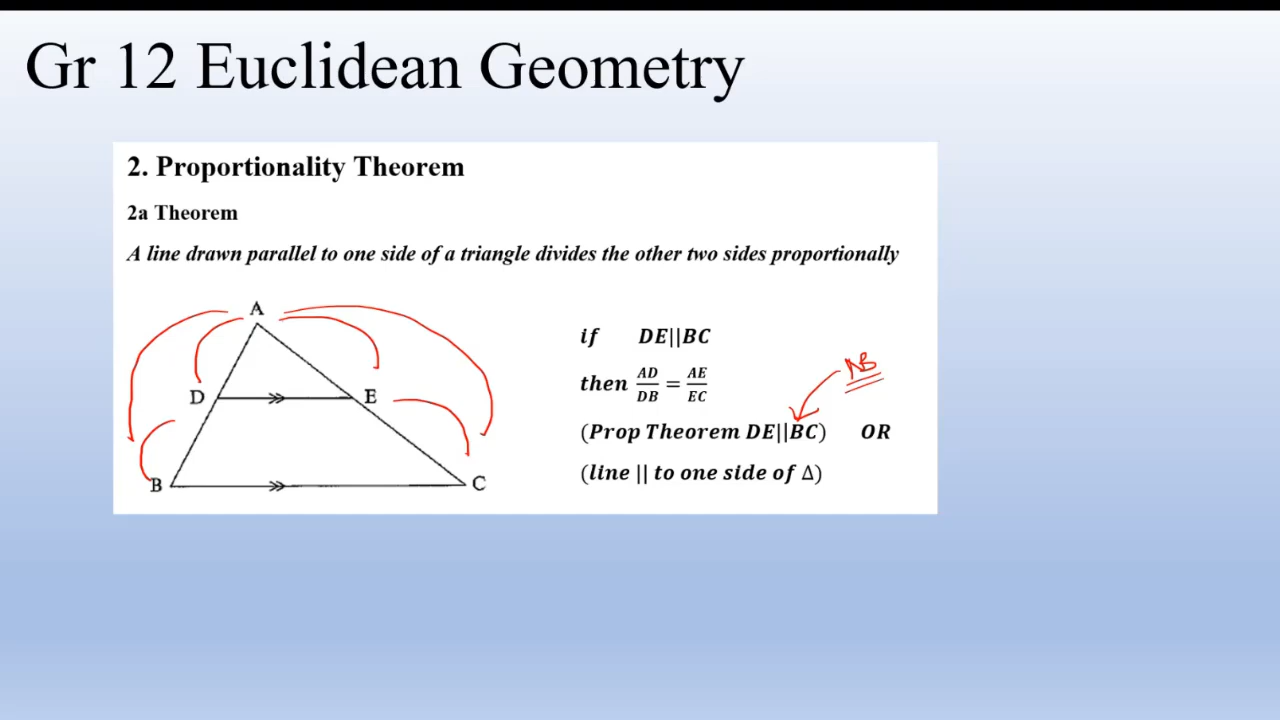 Gr 12 Euclidean Geometry
2. Proportionality Theorem
2a Theorem
A line drawn parallel to one side of a triangle divides the other two sides proportionally
A
D
E
B
C
if DE||BC
then AD/DB = AE/EC
NB
(Prop Theorem DE||BC) OR
(line || to one side of Δ)